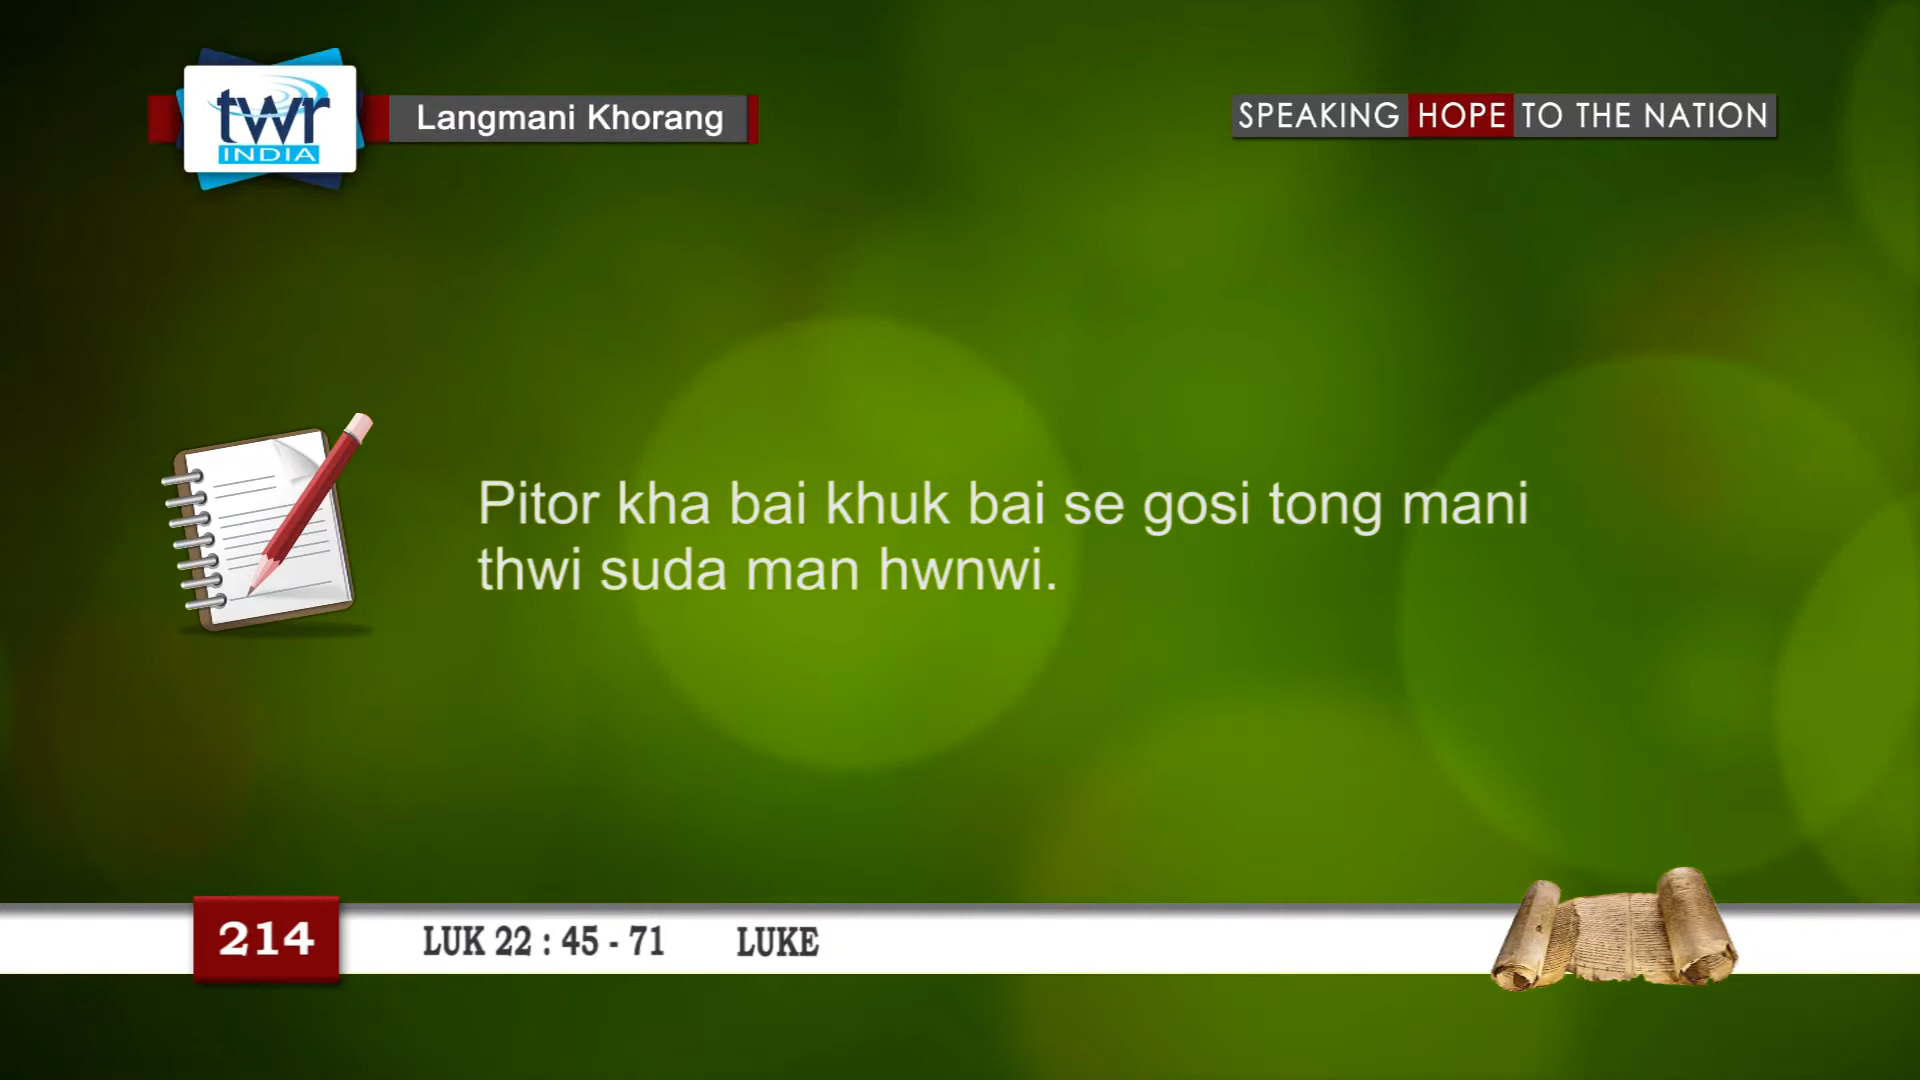 twr
INDIA
Langmani Khorang
SPEAKING HOPE TO THE NATION
Pitor kha bai khuk bai se gosi tong mani
thwi suda man hwnwi.
214
LUK 22 : 45 - 71
LUKE